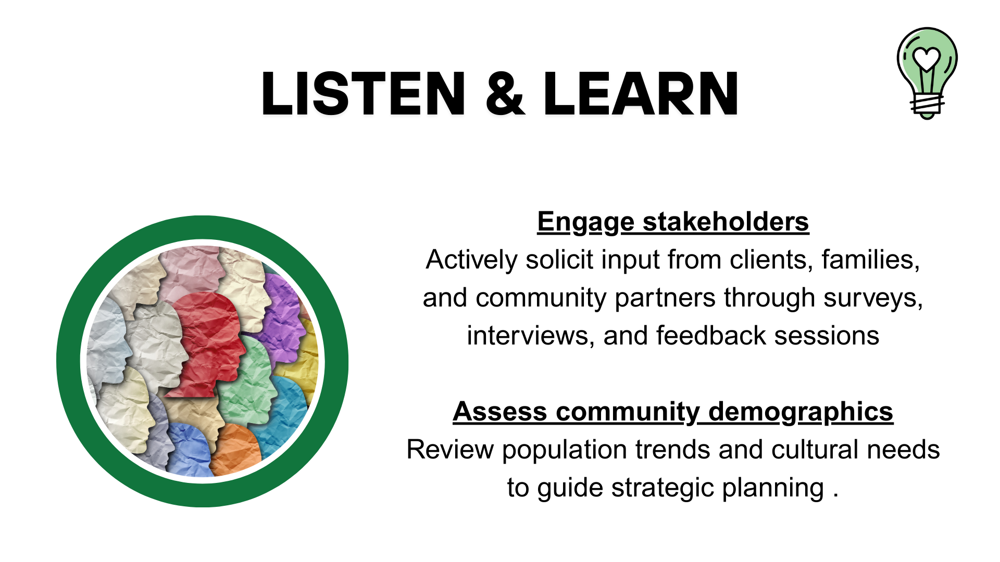 LISTEN & LEARN
Engage stakeholders
Actively solicit input from clients, families,
and community partners through surveys,
interviews, and feedback sessions
Assess community demographics
Review population trends and cultural needs
to guide strategic planning .